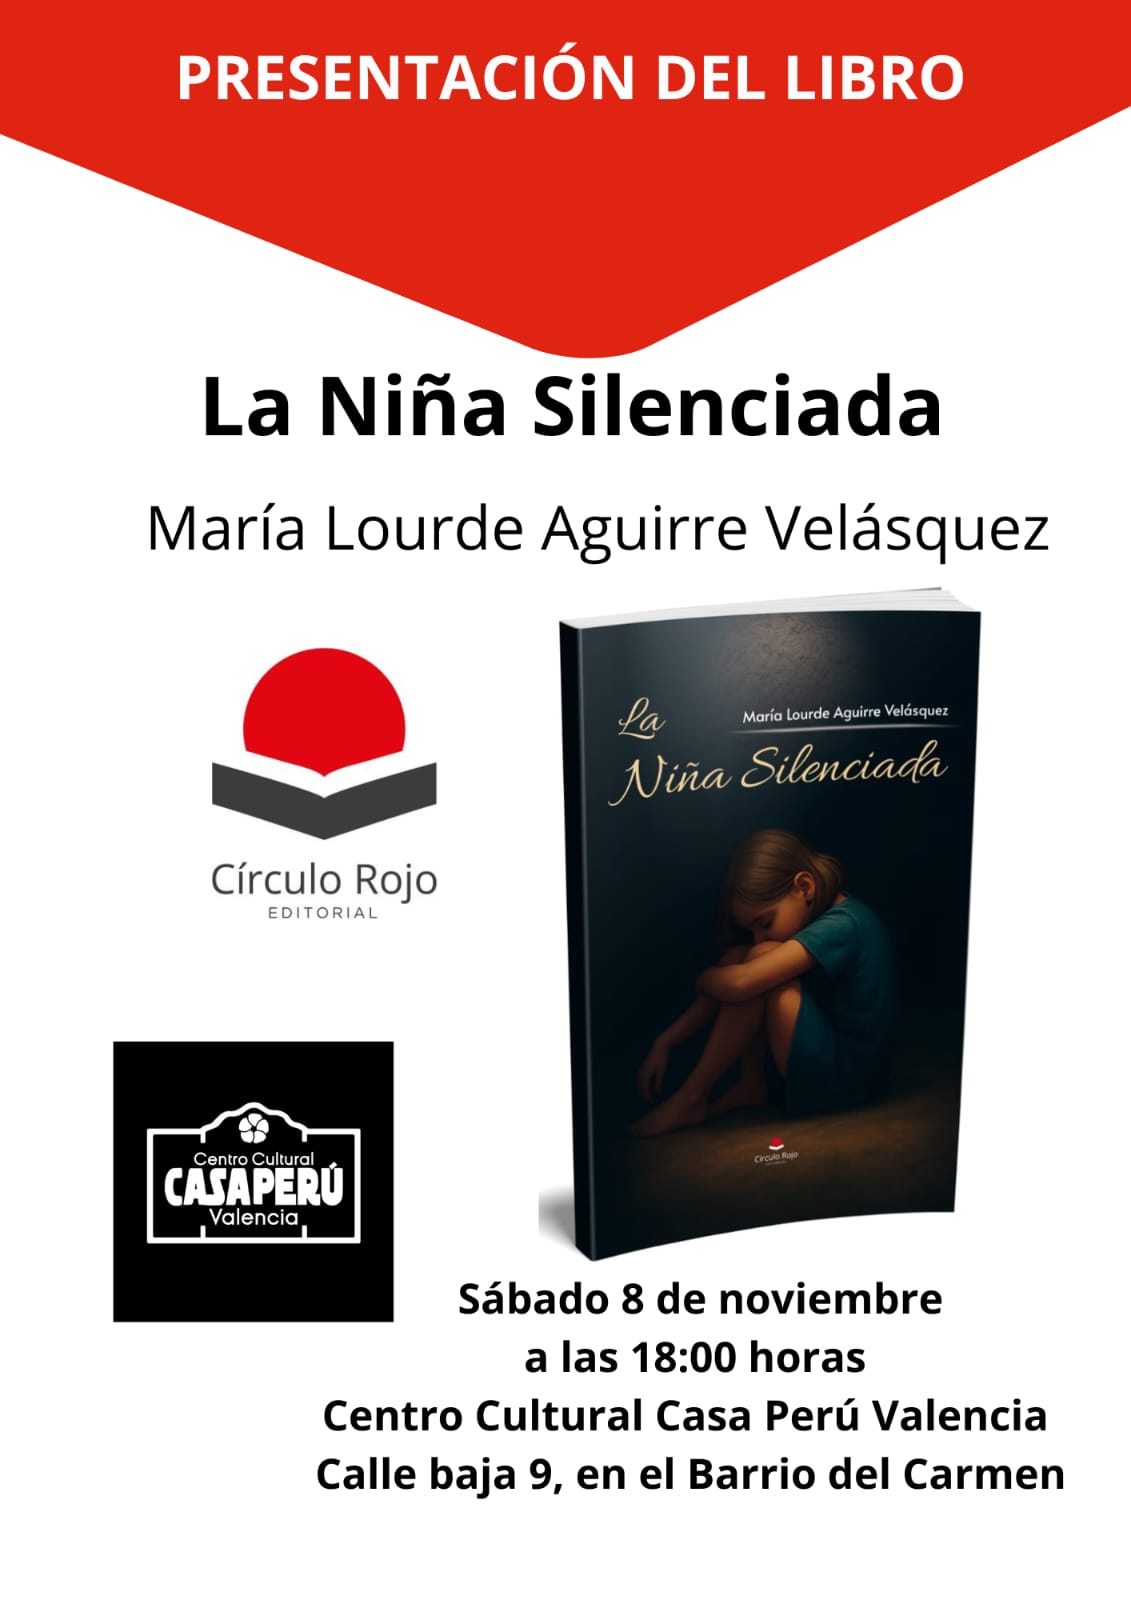 PRESENTACIÓN DEL LIBRO
La Niña Silenciada
María Lourde Aguirre Velásquez
María Lourde Aguirre Velásquez
La
Niña Silenciada
Círculo Rojo
EDITORIAL
Círculo Rojo
Centro Cultural
CASAPERÚ
Valencia
Sábado 8 de noviembre
a las 18:00 horas
Centro Cultural Casa Perú Valencia
Calle baja 9, en el Barrio del Carmen